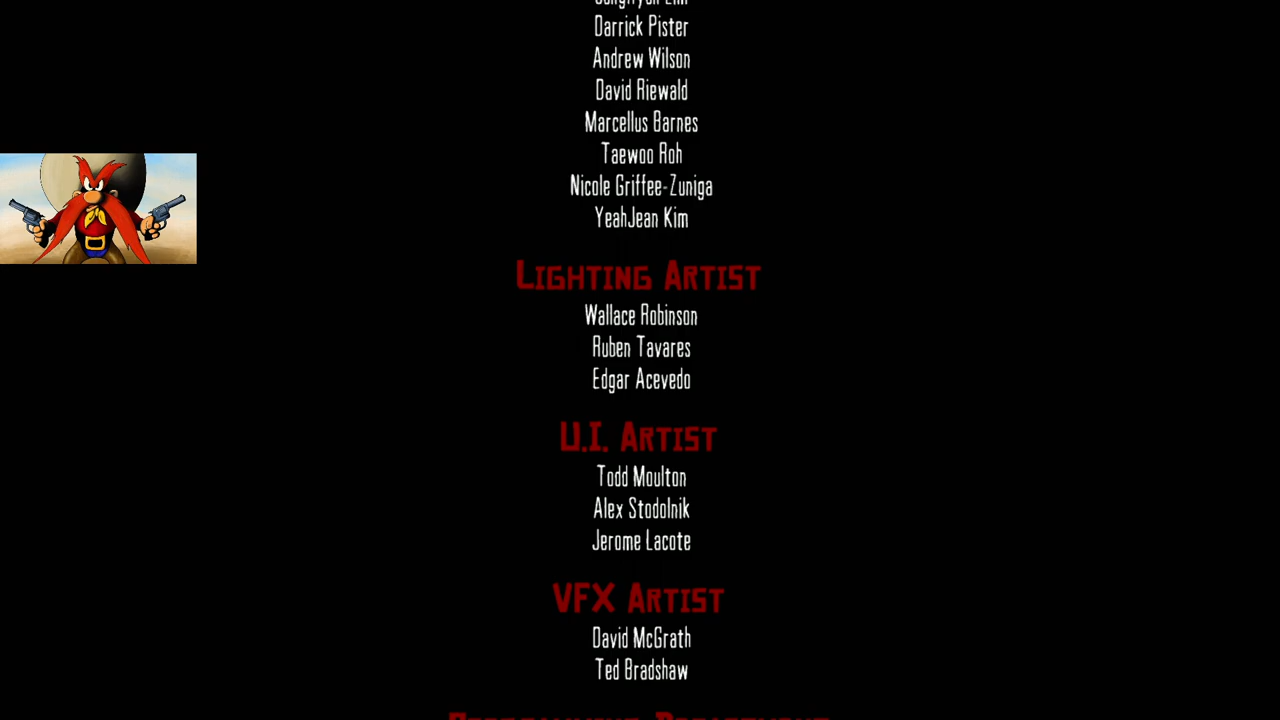 Darrick Pister
Andrew Wilson
David Riewald
Marcellus Barnes
Taewoo Roh
Nicole Griffee-Zuniga
YeahJean Kim
LIGHTING ARTIST
Wallace Robinson
Ruben Tavares
Edgar Acevedo
U.I. ARTIST
Todd Moulton
Alex Stodolnik
Jerome Lacote
VFX ARTIST
David McGrath
Ted Bradshaw